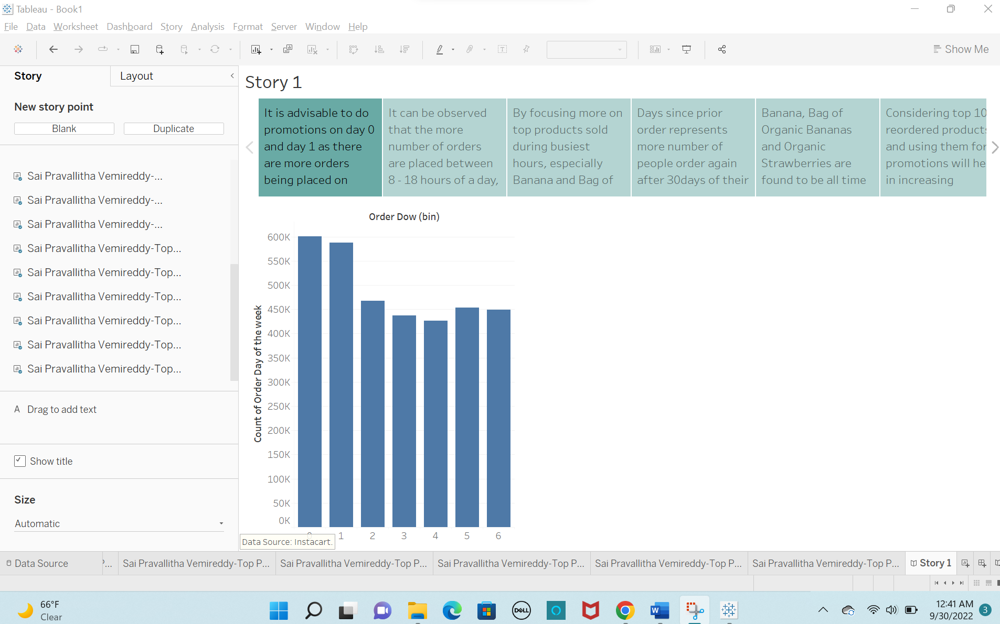 Tableau - Book1
File Data Worksheet Dashboard Story Analysis Format Server Window Help
Show Me
Story
Layout
New story point
Blank
Duplicate
Sai Pravallitha Vemireddy-...
Sai Pravallitha Vemireddy-...
Sai Pravallitha Vemireddy-...
Sai Pravallitha Vemireddy-Top...
Sai Pravallitha Vemireddy-Top...
Sai Pravallitha Vemireddy-Top...
Sai Pravallitha Vemireddy-Top...
Sai Pravallitha Vemireddy-Top...
Sai Pravallitha Vemireddy-Top...
A Drag to add text
Show title
Size
Automatic
Story 1
It is advisable to do
promotions on day 0
and day 1 as there
are more orders
being placed on
It can be observed
that the more
number of orders
are placed between
8 - 18 hours of a day,
By focusing more on
top products sold
during busiest
hours, especially
Banana and Bag of
Days since prior
order represents
more number of
people order again
after 30days of their
Banana, Bag of
Organic Bananas
and Organic
Strawberries are
found to be all time
Considering top 10
reordered products
and using them for
promotions will he
in increasing
Order Dow (bin)
Count of Order Day of the week
600K
550K
500K
450K
400K
350K
300K
250K
200K
150K
100K
50K
0K
0 1 2 3 4 5 6
Data Source: Instacart.
Data Source
P...
Sai Pravallitha Vemireddy-Top P...
Sai Pravallitha Vemireddy-Top P...
Sai Pravallitha Vemireddy-Top P...
Sai Pravallitha Vemireddy-Top P...
Sai Pravallitha Vemireddy-Top P...
Story 1
66°F
Clear
DELL
W
12:41 AM
9/30/2022
3